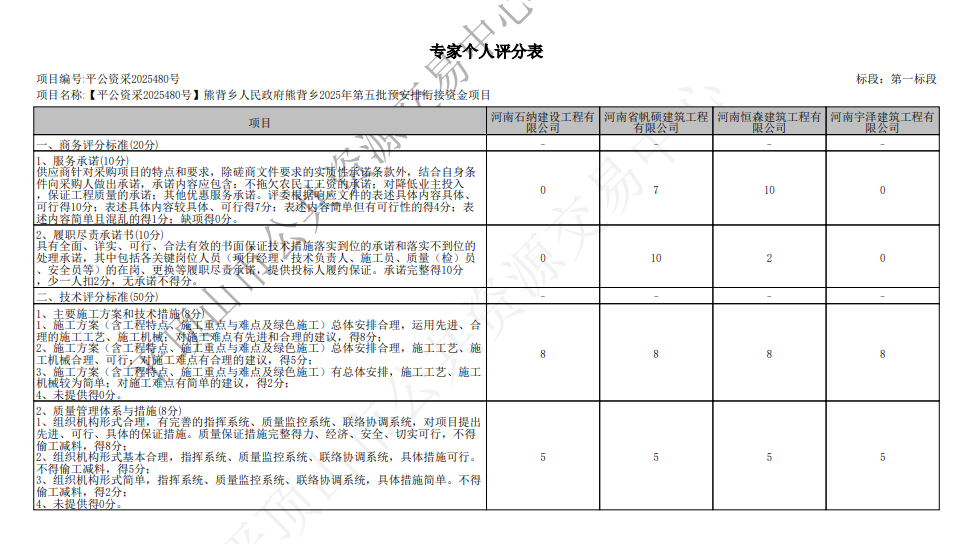 专家个人评分表
项目编号:平公资采2025480号
标段: 第一标段
项目名称:【平公资采2025480号】熊背乡人民政府熊背乡2025年第五批预安排衔接资金项目
项目
河南石纳建设工程有限公司
河南省帆硕建筑工程有限公司
河南恒森建筑工程有限公司
河南宇泽建筑工程有限公司
一、商务评分标准(20分) - - - -
1、服务承诺(10分)
供应商针对采购项目的特点和要求，除磋商文件要求的实质性承诺条款外，结合自身条
件向采购人做出承诺，承诺内容应包含：不拖欠农民工工资的承诺；对降低业主投入
，保证工程质量的承诺；其他优惠服务承诺。评委根据响应文件的表述具体内容具体、
可行得10分；表述具体内容较具体、可行得7分；表述内容简单但有可行性的得4分；表
述内容简单且混乱的得1分；缺项得0分。
0 7 10 0
2、履职尽责承诺书(10分)
具有全面、详实、可行、合法有效的书面保证技术措施落实到位的承诺和落实不到位的
处理承诺，其中包括各关键岗位人员（项目经理、技术负责人、施工员、质量（检）员
、安全员等）的在岗、更换等履职尽责承诺，提供投标人履约保证。承诺完整得10分
，少一人扣2分，无承诺不得分。
0 10 2 0
二、技术评分标准(50分) - - - -
1、主要施工方案和技术措施(8分)
1、施工方案（含工程特点、施工重点与难点及绿色施工）总体安排合理，运用先进、合
理的施工工艺、施工机械；对施工难点有先进和合理的建议，得8分；
2、施工方案（含工程特点、施工重点与难点及绿色施工）总体安排合理，施工工艺、施
工机械合理、可行；对施工难点有合理的建议，得5分；
3、施工方案（含工程特点、施工重点与难点及绿色施工）有总体安排，施工工艺、施工
机械较为简单；对施工难点有简单的建议，得2分；
4、未提供得0分。
8 8 8 8
2、质量管理体系与措施(8分)
1、组织机构形式合理，有完善的指挥系统、质量监控系统、联络协调系统，对项目提出
先进、可行、具体的保证措施。质量保证措施完整得力、经济、安全、切实可行，不得
偷工减料，得8分；
2、组织机构形式基本合理，指挥系统、质量监控系统、联络协调系统，具体措施可行。
不得偷工减料，得5分；
3、组织机构形式简单，指挥系统、质量监控系统、联络协调系统，具体措施简单。不得
偷工减料，得2分；
4、未提供得0分。
5 5 5 5
平顶山市公共资源交易中心
平顶山市公共资源交易中心